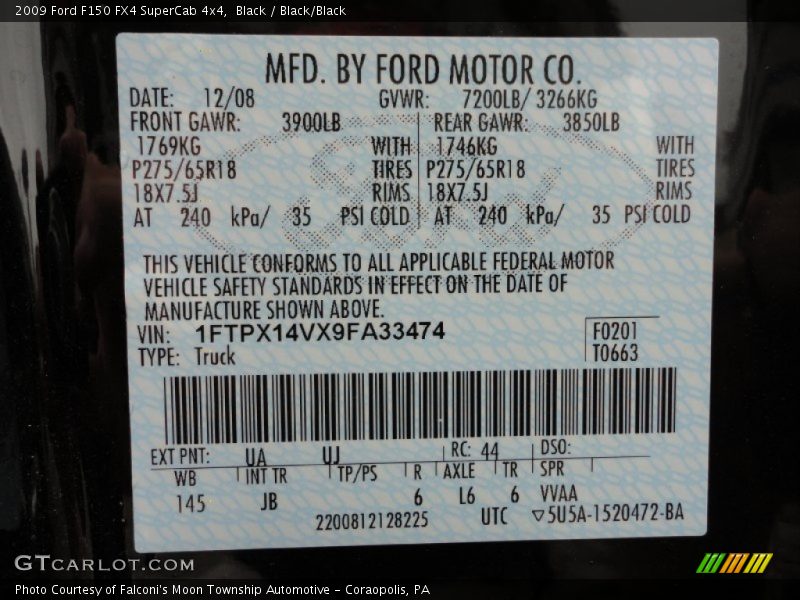 2009 Ford F150 FX4 SuperCab 4x4,  Black / Black/Black
MFD. BY FORD MOTOR CO.
DATE: 12/08 GVWR: 7200LB/ 3266KG
FRONT GAWR: 3900LB REAR GAWR: 3850LB
1769KG WITH 1746KG WITH
P275/65R18 TIRES P275/65R18 TIRES
18X7.5J RIMS 18X7.5J RIMS
AT 240 kPa/ 35 PSI COLD AT 240 kPa/ 35 PSI COLD
THIS VEHICLE CONFORMS TO ALL APPLICABLE FEDERAL MOTOR
VEHICLE SAFETY STANDARDS IN EFFECT ON THE DATE OF
MANUFACTURE SHOWN ABOVE.
VIN: 1FTPX14VX9FA33474 F0201
TYPE: Truck T0663
EXT PNT: UA UJ RC: 44 DSO:
WB INT TR TP/PS R AXLE TR SPR
145 JB 6 L6 6 VVAA
2200812128225 UTC ▽5U5A-1520472-BA
GTCARLOT.COM
Photo Courtesy of Falconi's Moon Township Automotive – Coraopolis, PA